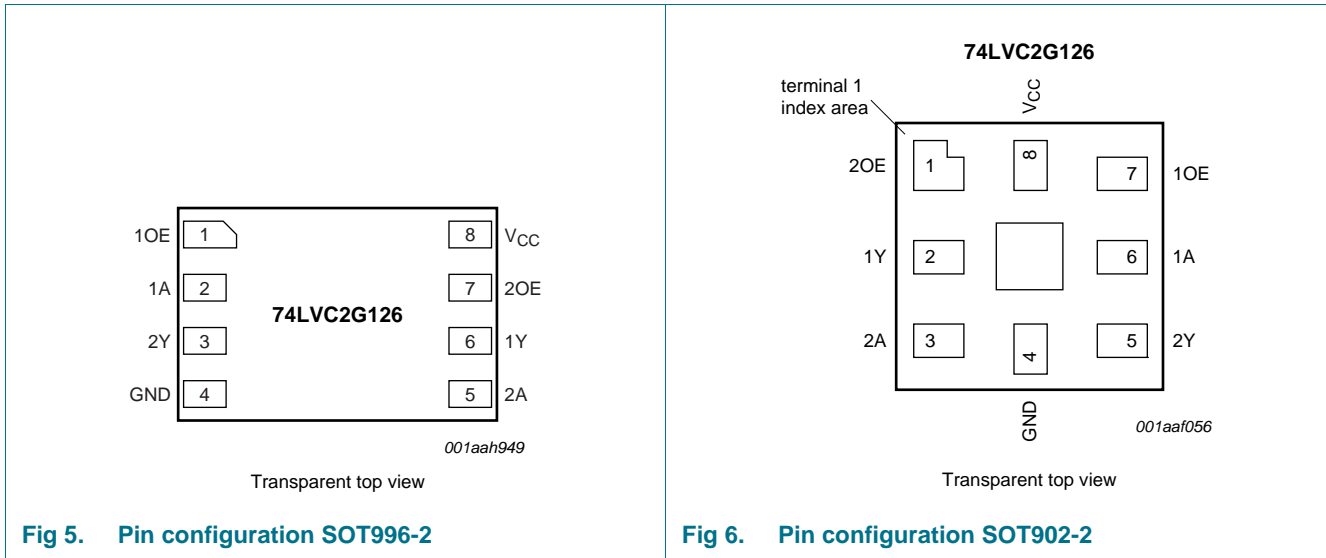 1OE 1 8 VCC
1A 2 7 2OE
74LVC2G126
2Y 3 6 1Y
GND 4 5 2A
001aah949
Transparent top view
Fig 5. Pin configuration SOT996-2
74LVC2G126
terminal 1
index area
VCC
2OE 1 8 7 1OE
1Y 2 6 1A
2A 3 4 5 2Y
GND
001aaf056
Transparent top view
Fig 6. Pin configuration SOT902-2